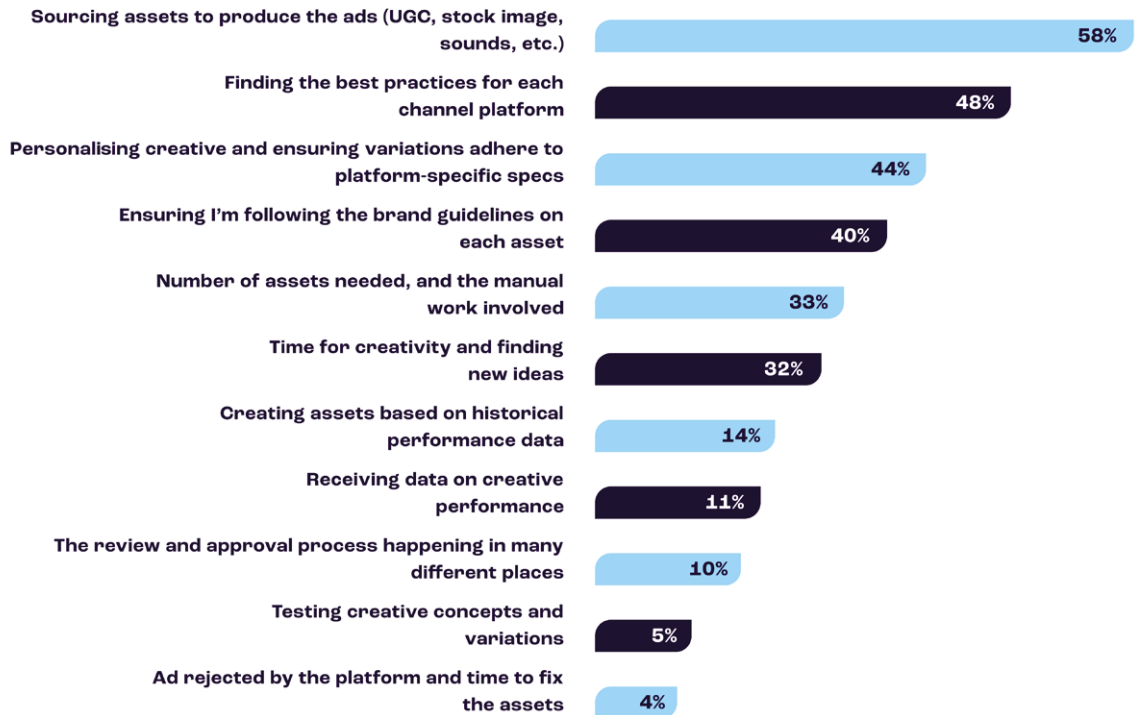 Sourcing assets to produce the ads (UGC, stock image,
sounds, etc.)
58%
Finding the best practices for each
channel platform
48%
Personalising creative and ensuring variations adhere to
platform-specific specs
44%
Ensuring I’m following the brand guidelines on
each asset
40%
Number of assets needed, and the manual
work involved
33%
Time for creativity and finding
new ideas
32%
Creating assets based on historical
performance data
14%
Receiving data on creative
performance
11%
The review and approval process happening in many
different places
10%
Testing creative concepts and
variations
5%
Ad rejected by the platform and time to fix
the assets
4%